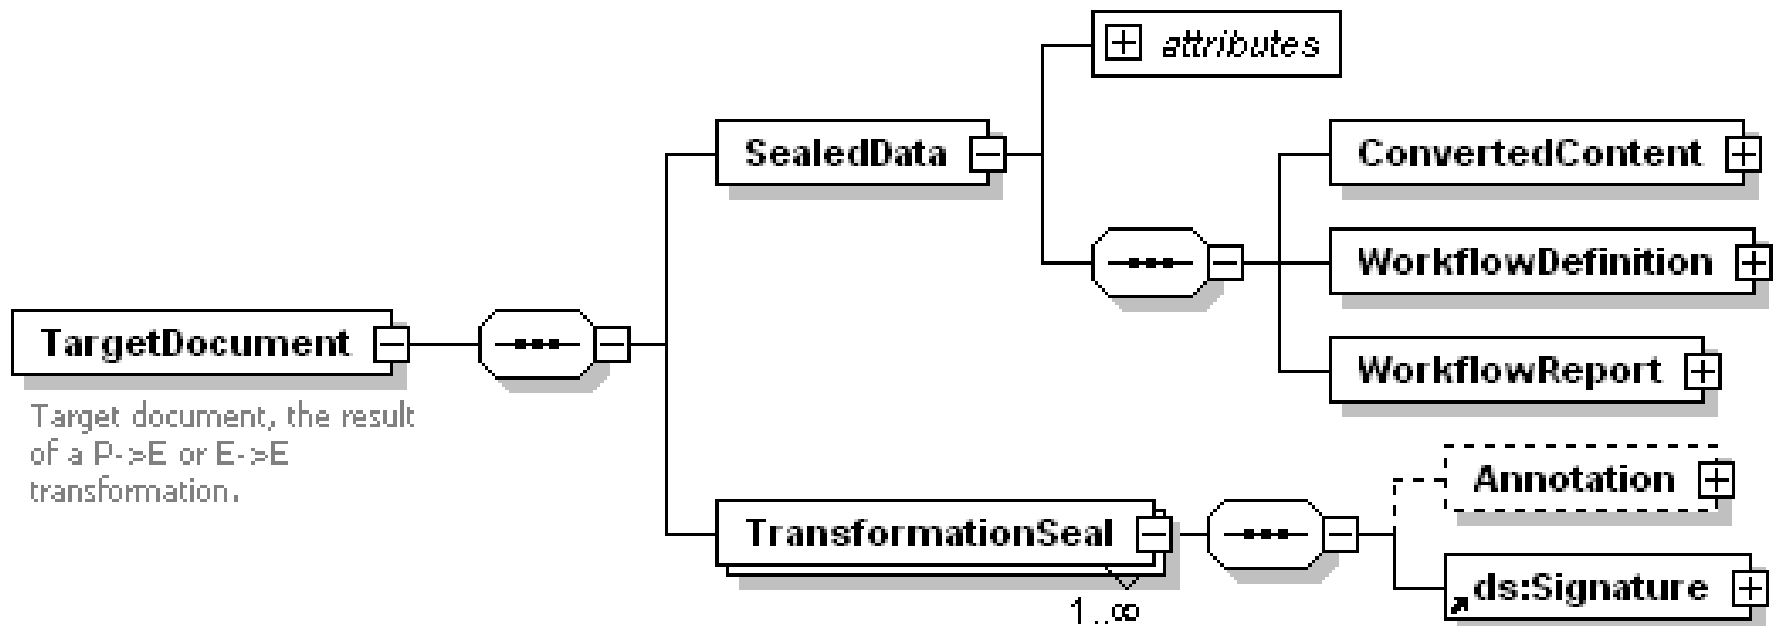 attributes
SealedData
ConvertedContent
WorkflowDefinition
TargetDocument
WorkflowReport
Target document, the result
of a P->E or E->E
transformation.
Annotation
TransformationSeal
ds:Signature
1..∞